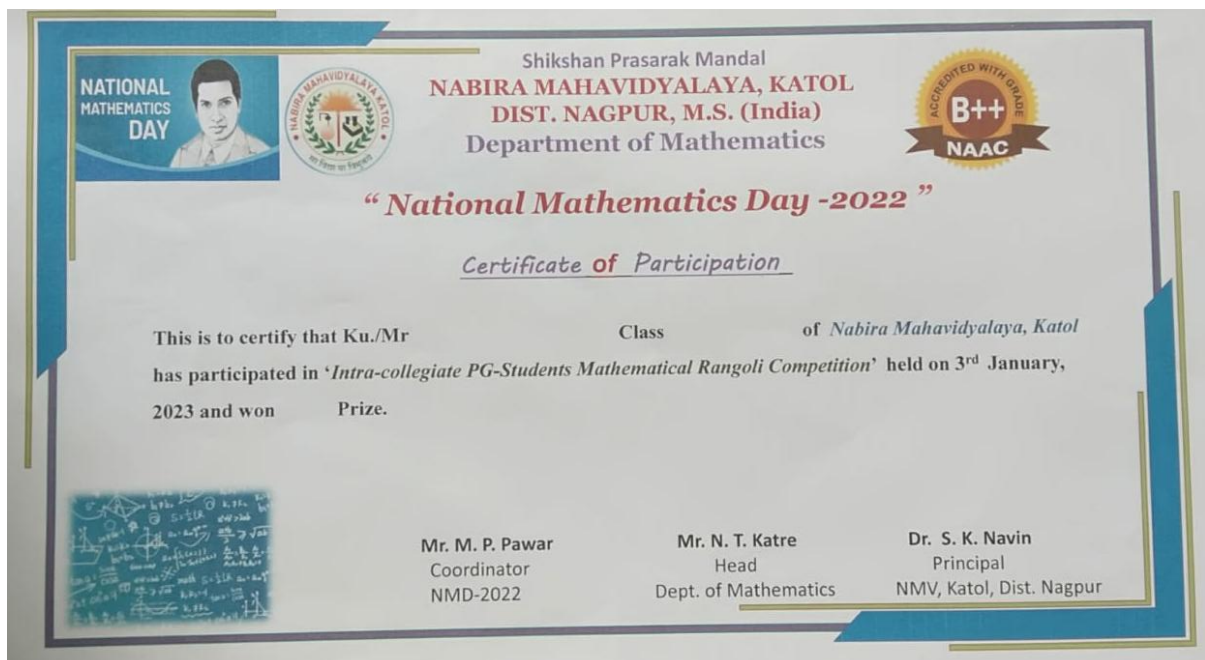 NATIONAL
MATHEMATICS
DAY
NABIRA MAHAVIDYALAYA KATOL
Shikshan Prasarak Mandal
NABIRA MAHAVIDYALAYA, KATOL
DIST. NAGPUR, M.S. (India)
Department of Mathematics
ACCREDITED WITH GRADE
B++
NAAC
“ National Mathematics Day -2022 ”
Certificate of Participation
This is to certify that Ku./Mr Class of Nabira Mahavidyalaya, Katol
has participated in ‘Intra-collegiate PG-Students Mathematical Rangoli Competition’ held on 3rd January,
2023 and won Prize.
Mr. M. P. Pawar
Coordinator
NMD-2022
Mr. N. T. Katre
Head
Dept. of Mathematics
Dr. S. K. Navin
Principal
NMV, Katol, Dist. Nagpur